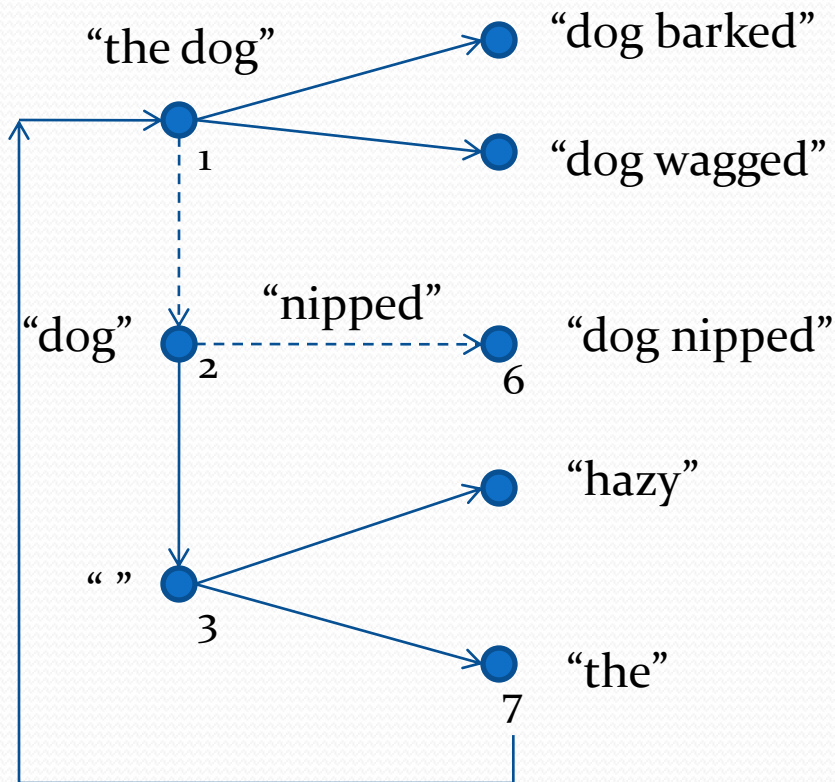 “the dog”
“dog barked”
1
“dog wagged”
“nipped”
“dog”
2
“dog nipped”
6
“hazy”
“ ”
3
“the”
7